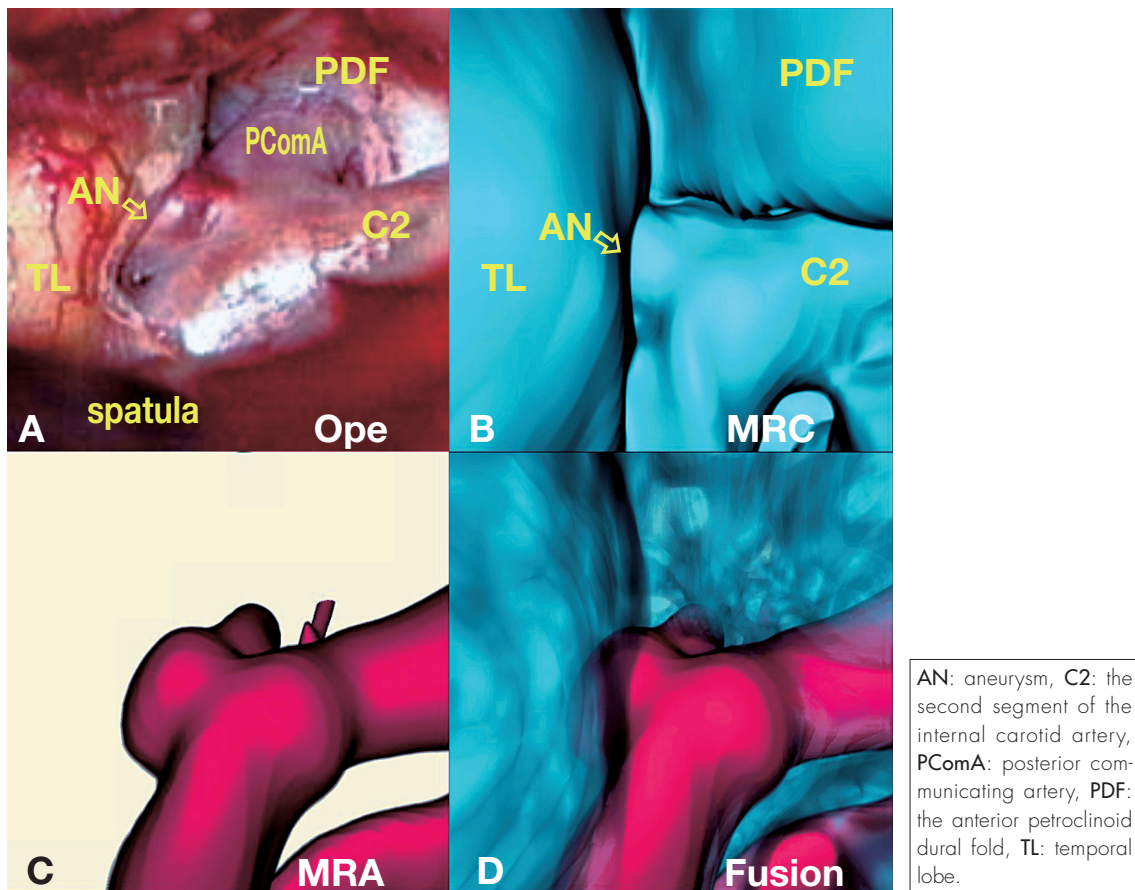 PDF
PComA
AN
C2
TL
spatula
A
Ope
PDF
AN
TL
C2
B
MRC
C
MRA
D
Fusion
AN: aneurysm, C2: the
second segment of the
internal carotid artery,
PComA: posterior com-
municating artery, PDF:
the anterior petroclinoid
dural fold, TL: temporal
lobe.